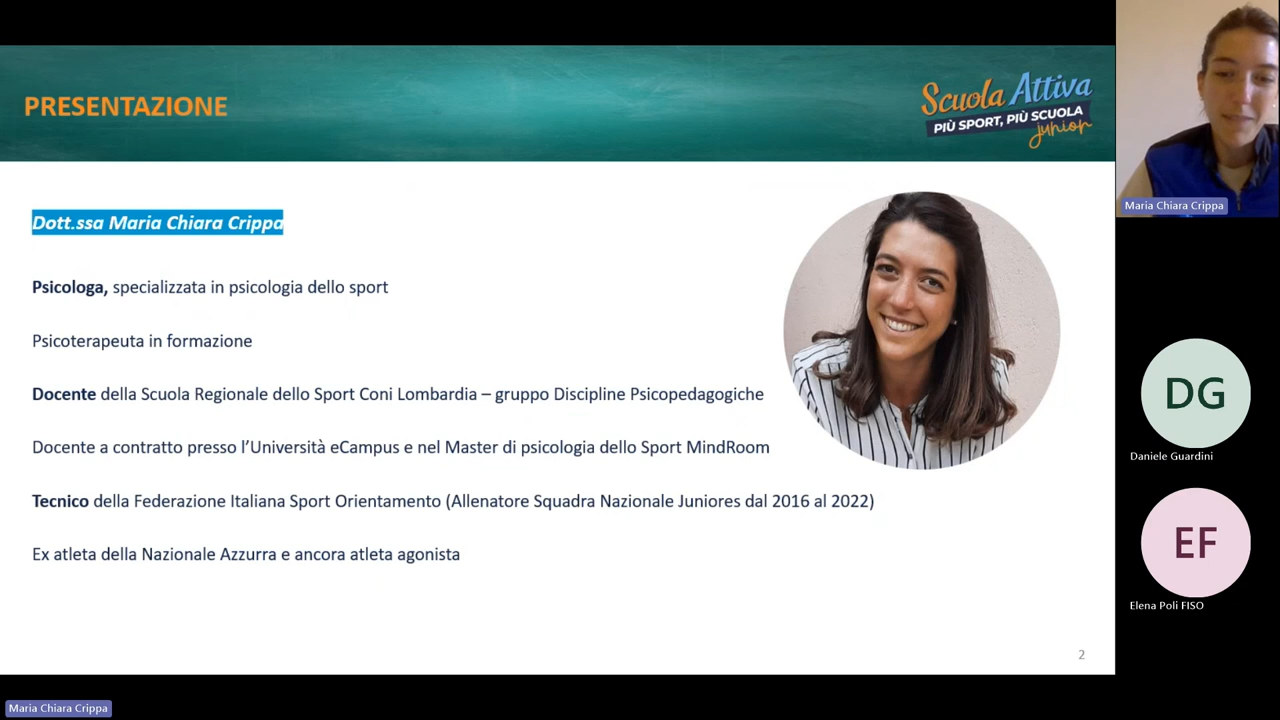 PRESENTAZIONE
Scuola Attiva
PIÙ SPORT, PIÙ SCUOLA
junior
Dott.ssa Maria Chiara Crippa
Psicologa, specializzata in psicologia dello sport
Psicoterapeuta in formazione
Docente della Scuola Regionale dello Sport Coni Lombardia – gruppo Discipline Psicopedagogiche
Docente a contratto presso l'Università eCampus e nel Master di psicologia dello Sport MindRoom
Tecnico della Federazione Italiana Sport Orientamento (Allenatore Squadra Nazionale Juniores dal 2016 al 2022)
Ex atleta della Nazionale Azzurra e ancora atleta agonista
2
Maria Chiara Crippa
DG
Daniele Guardini
EF
Elena Poli FISO
Maria Chiara Crippa